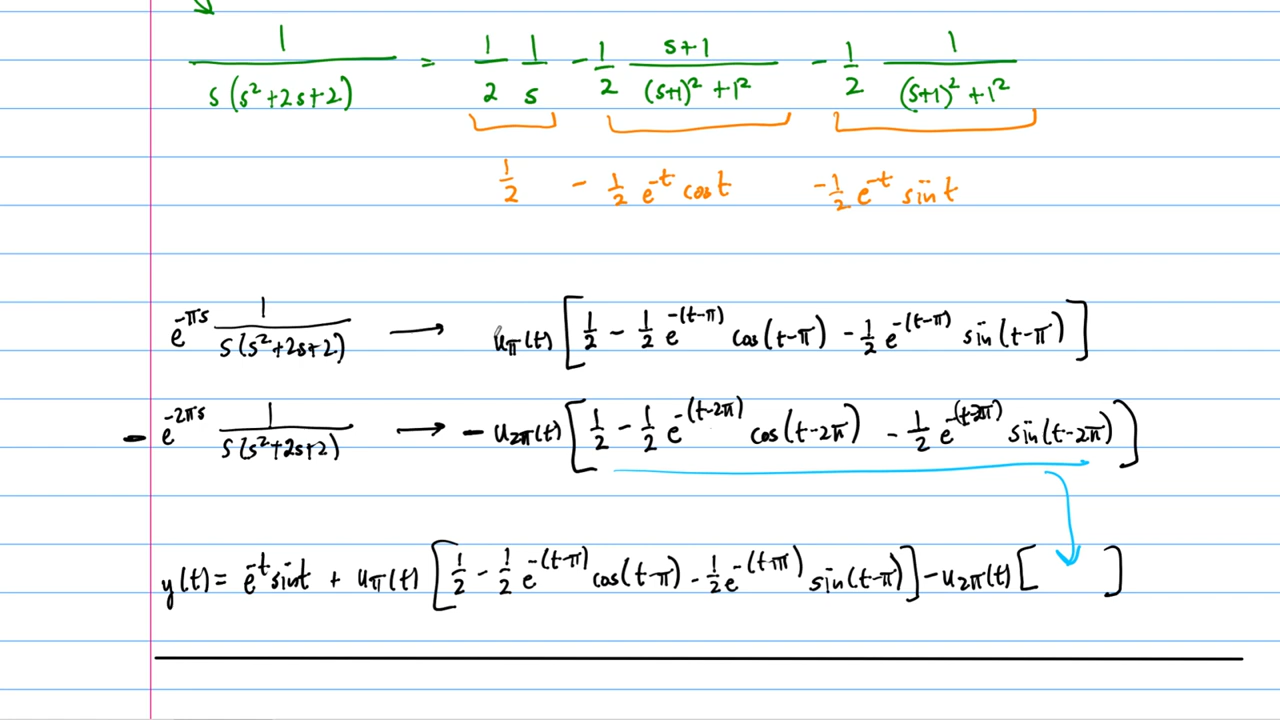 1/(s(s²+2s+2)) = 1/2 1/s - 1/2 (s+1)/((s+1)²+1²) - 1/2 1/((s+1)²+1²)
1/2 - 1/2 e^{-t} cos t - 1/2 e^{-t} sin t
e^{-πs} 1/(s(s²+2s+2)) → u_π(t) [1/2 - 1/2 e^{-(t-π)} cos(t-π) - 1/2 e^{-(t-π)} sin(t-π)]
- e^{-2πs} 1/(s(s²+2s+2)) → - u_{2π}(t) [1/2 - 1/2 e^{-(t-2π)} cos(t-2π) - 1/2 e^{-(t-2π)} sin(t-2π)]
y(t) = e^{-t} sin t + u_π(t) [1/2 - 1/2 e^{-(t-π)} cos(t-π) - 1/2 e^{-(t-π)} sin(t-π)] - u_{2π}(t) [ ]